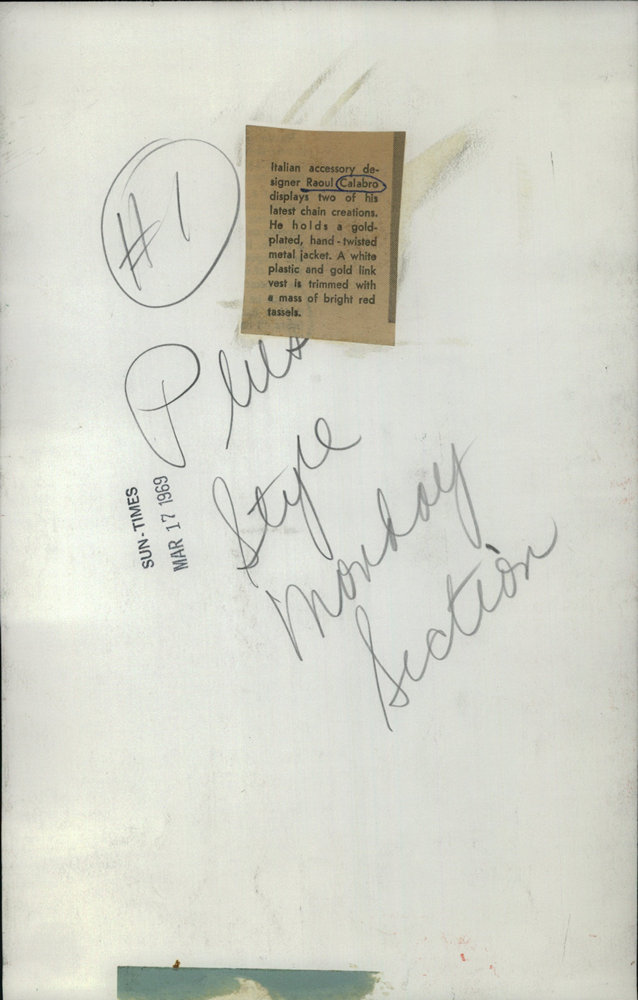 #1
Italian accessory de-
signer Raoul Calabro
displays two of his
latest chain creations.
He holds a gold-
plated, hand-twisted
metal jacket. A white
plastic and gold link
vest is trimmed with
a mass of bright red
tassels.
Plus
Style
Monday
Section
SUN-TIMES
MAR 17 1969